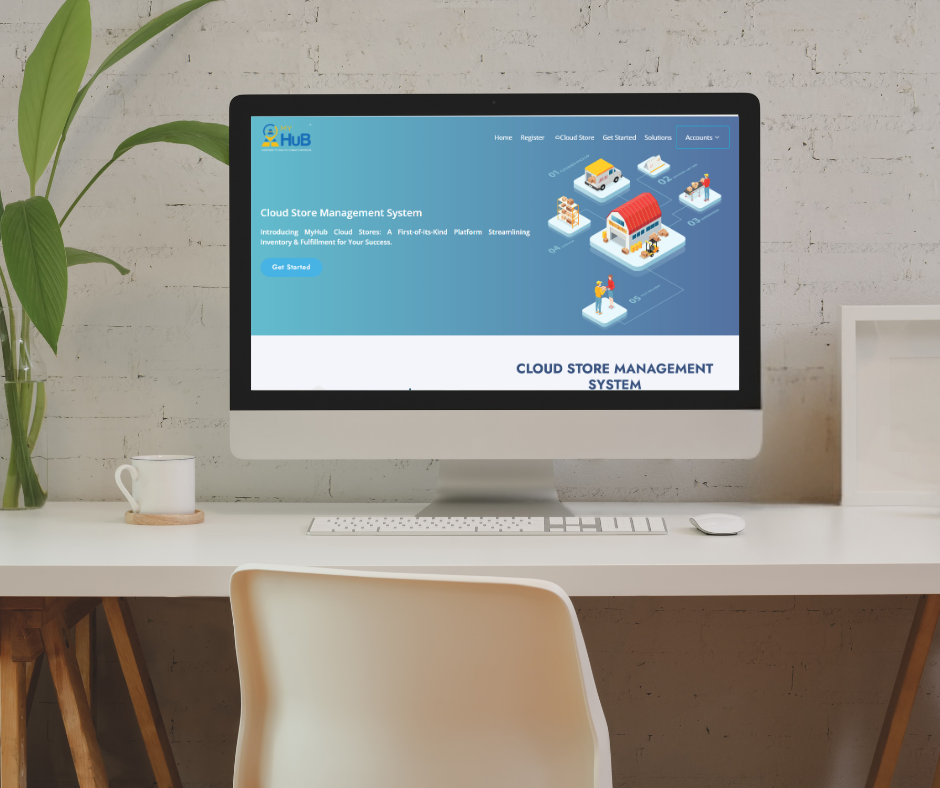 MY
HuB
Home Register Cloud Store Get Started Solutions Accounts
01
02
03
04
05
Cloud Store Management System
Introducing MyHub Cloud Stores: A First-of-its-Kind Platform Streamlining
Inventory & Fulfillment for Your Success.
Get Started
CLOUD STORE MANAGEMENT
SYSTEM